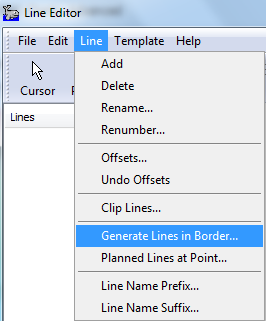 Line Editor
File Edit Line Template Help
Cursor
Lines
Add
Delete
Rename...
Renumber...
Offsets...
Undo Offsets
Clip Lines...
Generate Lines in Border...
Planned Lines at Point...
Line Name Prefix...
Line Name Suffix...